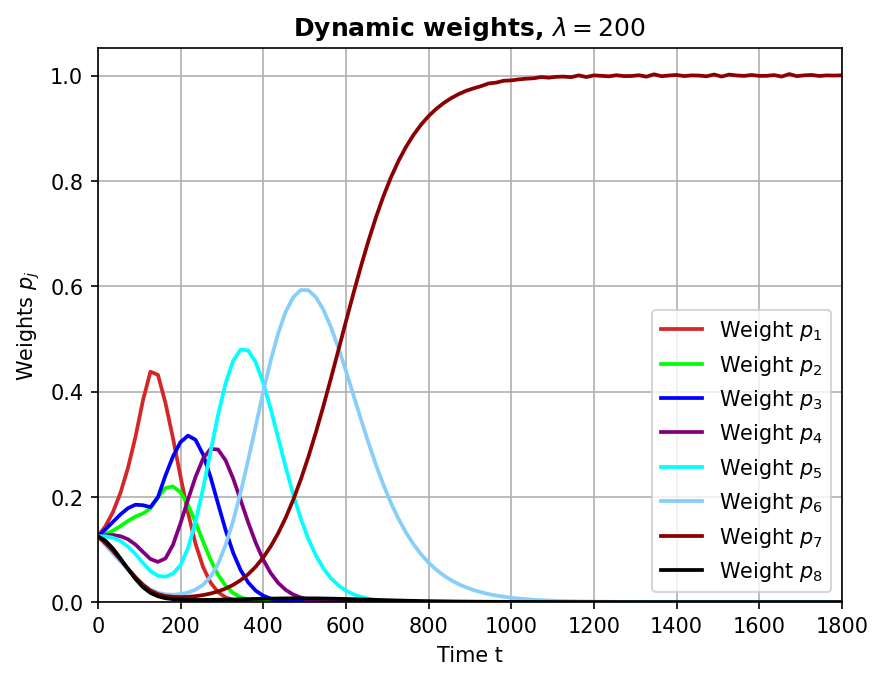 Dynamic weights, λ = 200
Weights p_j
1.0
0.8
0.6
0.4
0.2
0.0
Weight p_1
Weight p_2
Weight p_3
Weight p_4
Weight p_5
Weight p_6
Weight p_7
Weight p_8
0 200 400 600 800 1000 1200 1400 1600 1800
Time t